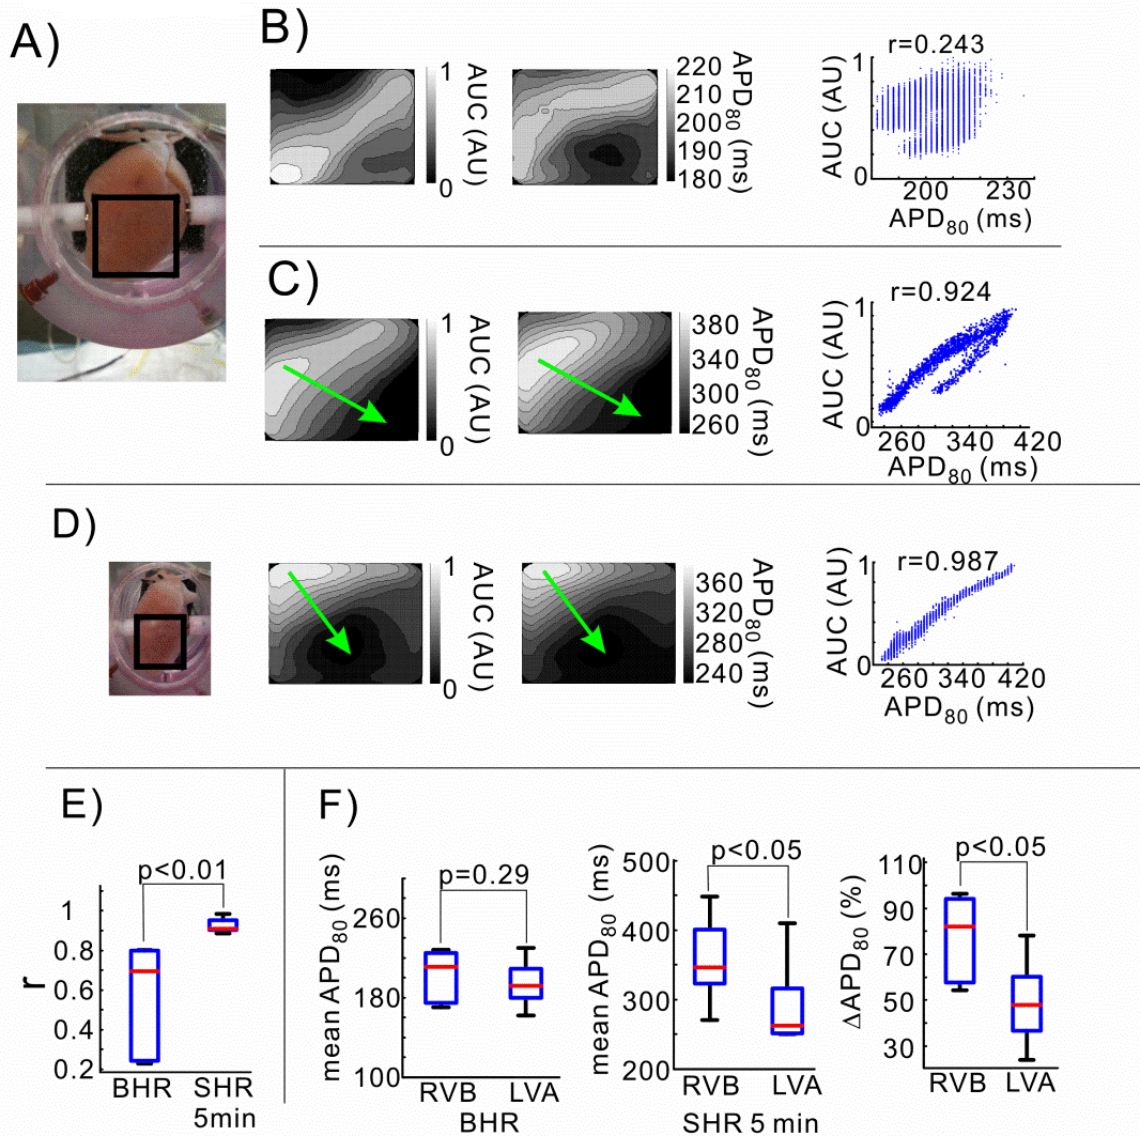 A)
B)
1
0
AUC (AU)
220
210
200
190
180
APD80 (ms)
r=0.243
1
0
AUC (AU)
200 230
APD80 (ms)
C)
1
0
AUC (AU)
380
340
300
260
APD80 (ms)
r=0.924
1
0
AUC (AU)
260 340 420
APD80 (ms)
D)
1
0
AUC (AU)
360
320
280
240
APD80 (ms)
r=0.987
1
0
AUC (AU)
260 340 420
APD80 (ms)
E)
p<0.01
r
1
0.8
0.6
0.4
0.2
BHR SHR
5min
F)
mean APD80 (ms)
p=0.29
260
180
100
RVB LVA
BHR
mean APD80 (ms)
p<0.05
500
400
300
200
RVB LVA
SHR 5 min
ΔAPD80 (%)
p<0.05
110
90
70
50
30
RVB LVA